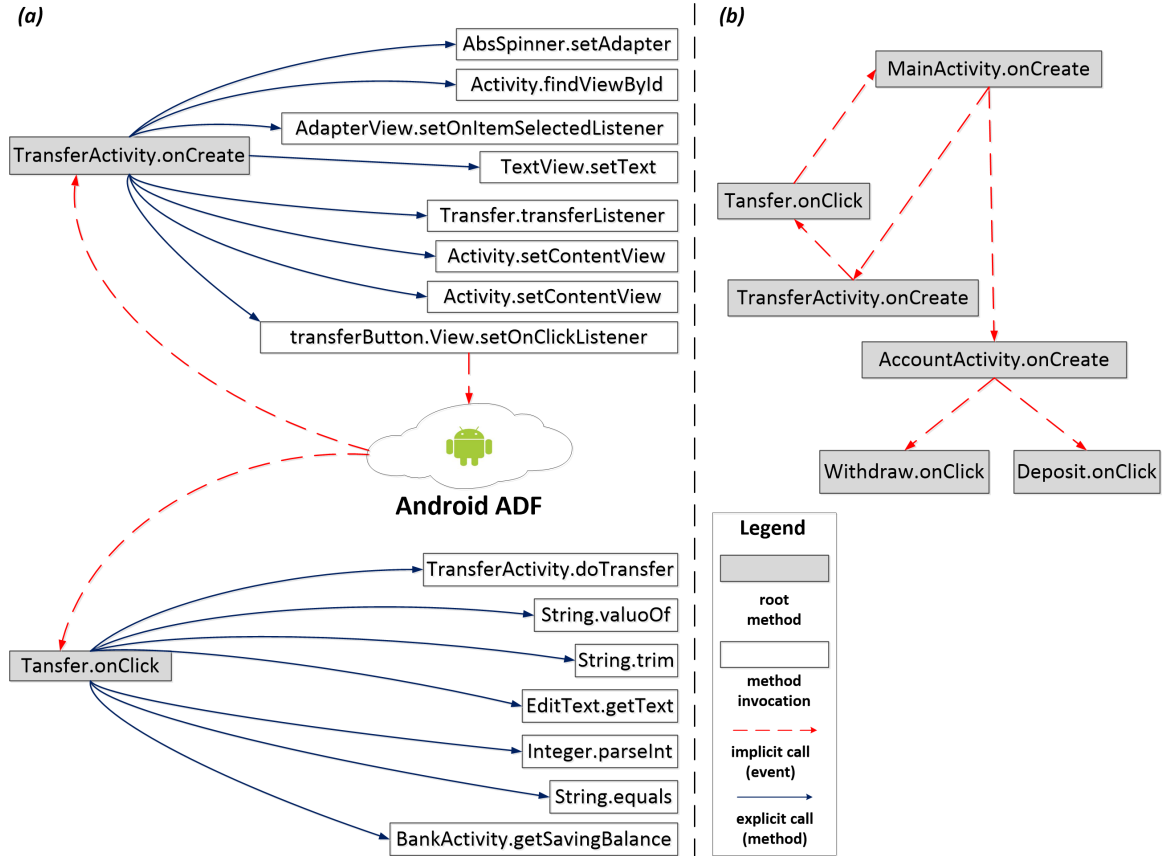 (a)
AbsSpinner.setAdapter
Activity.findViewById
AdapterView.setOnItemSelectedListener
TransferActivity.onCreate
TextView.setText
Transfer.transferListener
Activity.setContentView
Activity.setContentView
transferButton.View.setOnClickListener
Android ADF
TransferActivity.doTransfer
String.valuoOf
String.trim
Tansfer.onClick
EditText.getText
Integer.parseInt
String.equals
BankActivity.getSavingBalance
(b)
MainActivity.onCreate
Tansfer.onClick
TransferActivity.onCreate
AccountActivity.onCreate
Withdraw.onClick
Deposit.onClick
Legend
root
method
method
invocation
implicit call
(event)
explicit call
(method)